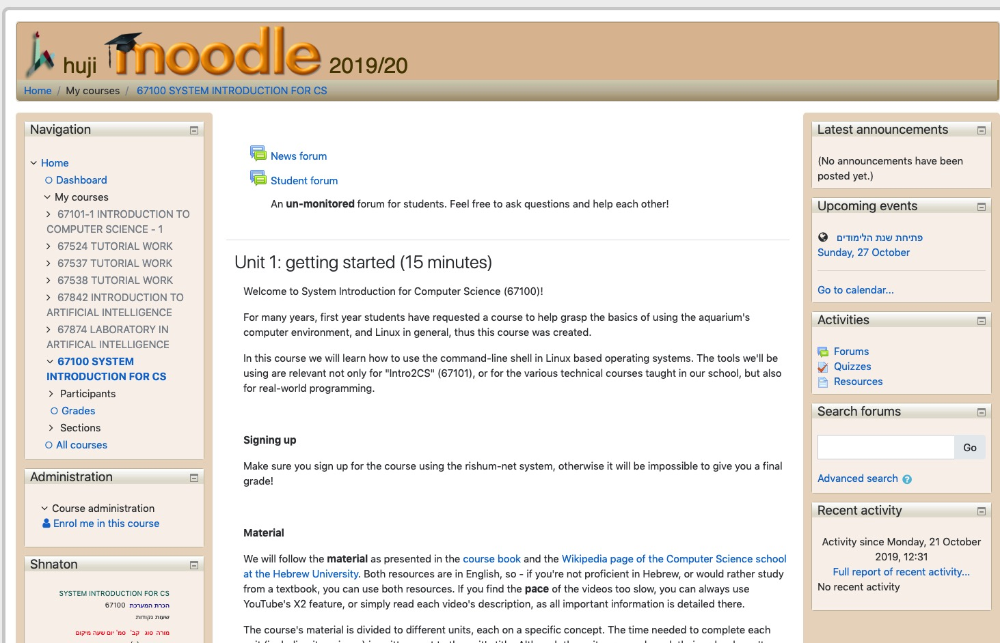 huji moodle 2019/20
Home / My courses / 67100 SYSTEM INTRODUCTION FOR CS
Navigation
Home
Dashboard
My courses
67101-1 INTRODUCTION TO
COMPUTER SCIENCE - 1
67524 TUTORIAL WORK
67537 TUTORIAL WORK
67538 TUTORIAL WORK
67842 INTRODUCTION TO
ARTIFICIAL INTELLIGENCE
67874 LABORATORY IN
ARTIFICAL INTELLIGENCE
67100 SYSTEM
INTRODUCTION FOR CS
Participants
Grades
Sections
All courses
Administration
Course administration
Enrol me in this course
Shnaton
SYSTEM INTRODUCTION FOR CS
הכרת המערכת 67100
שעות נקודות
מורה סוג קב' סמ' יום שעה מיקום
News forum
Student forum
An un-monitored forum for students. Feel free to ask questions and help each other!
Unit 1: getting started (15 minutes)
Welcome to System Introduction for Computer Science (67100)!
For many years, first year students have requested a course to help grasp the basics of using the aquarium's
computer environment, and Linux in general, thus this course was created.
In this course we will learn how to use the command-line shell in Linux based operating systems. The tools we'll be
using are relevant not only for "Intro2CS" (67101), or for the various technical courses taught in our school, but also
for real-world programming.
Signing up
Make sure you sign up for the course using the rishum-net system, otherwise it will be impossible to give you a final
grade!
Material
We will follow the material as presented in the course book and the Wikipedia page of the Computer Science school
at the Hebrew University. Both resources are in English, so - if you're not proficient in Hebrew, or would rather study
from a textbook, you can use both resources. If you find the pace of the videos too slow, you can always use
YouTube's X2 feature, or simply read each video's description, as all important information is detailed there.
The course's material is divided to different units, each on a specific concept. The time needed to complete each
Latest announcements
(No announcements have been
posted yet.)
Upcoming events
פתיחת שנת הלימודים
Sunday, 27 October
Go to calendar...
Activities
Forums
Quizzes
Resources
Search forums
Go
Advanced search
Recent activity
Activity since Monday, 21 October
2019, 12:31
Full report of recent activity...
No recent activity